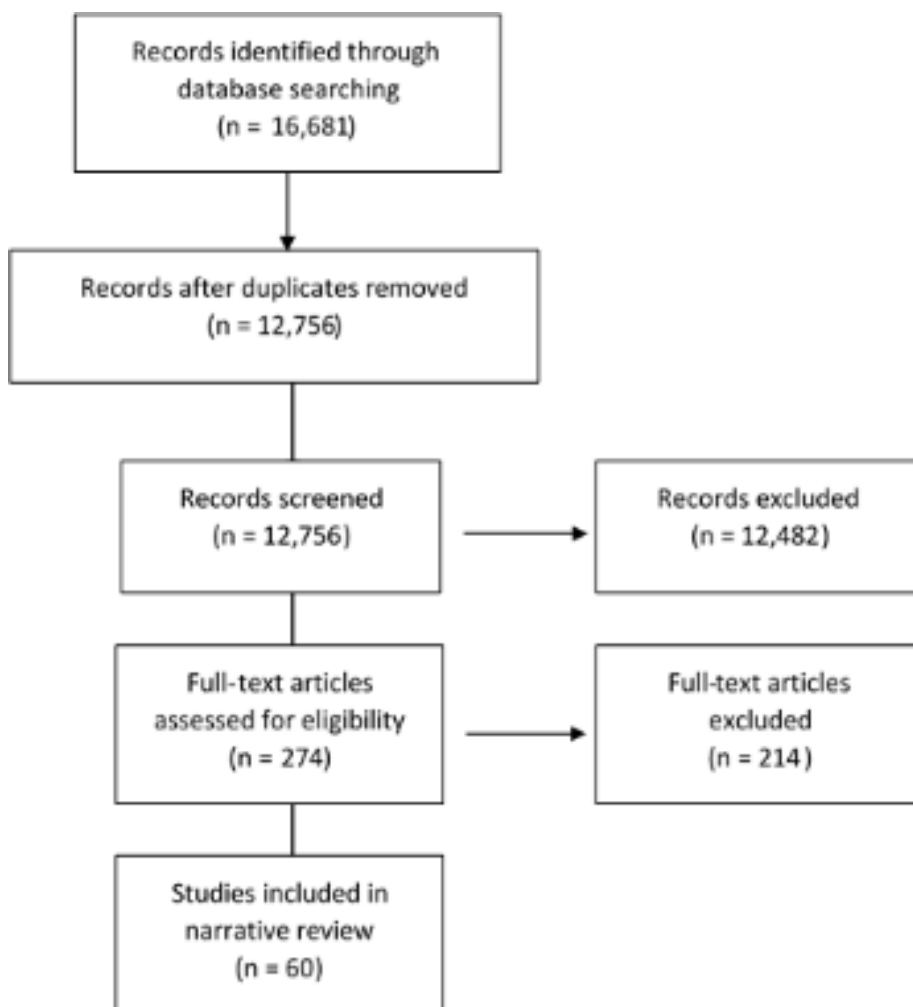 Records identified through
database searching
(n = 16,681)
Records after duplicates removed
(n = 12,756)
Records screened
(n = 12,756)
Records excluded
(n = 12,482)
Full-text articles
assessed for eligibility
(n = 274)
Full-text articles
excluded
(n = 214)
Studies included in
narrative review
(n = 60)